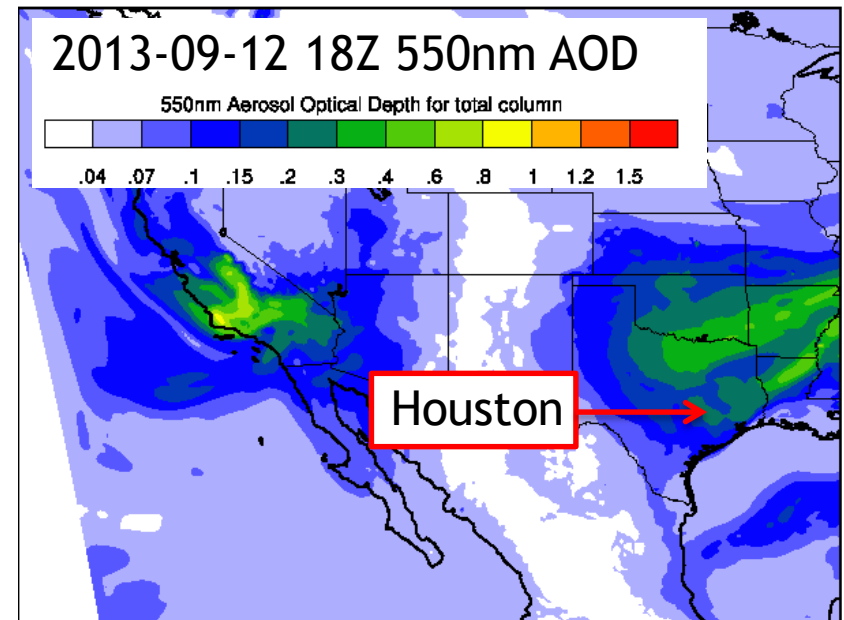 2013-09-12 18Z 550nm AOD
550nm Aerosol Optical Depth for total column
.04 .07 .1 .15 .2 .3 .4 .6 .8 1 1.2 1.5
Houston